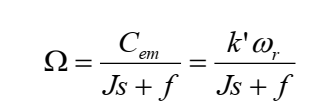 Ω = C_em / (Js + f) = k'ω_r / (Js + f)